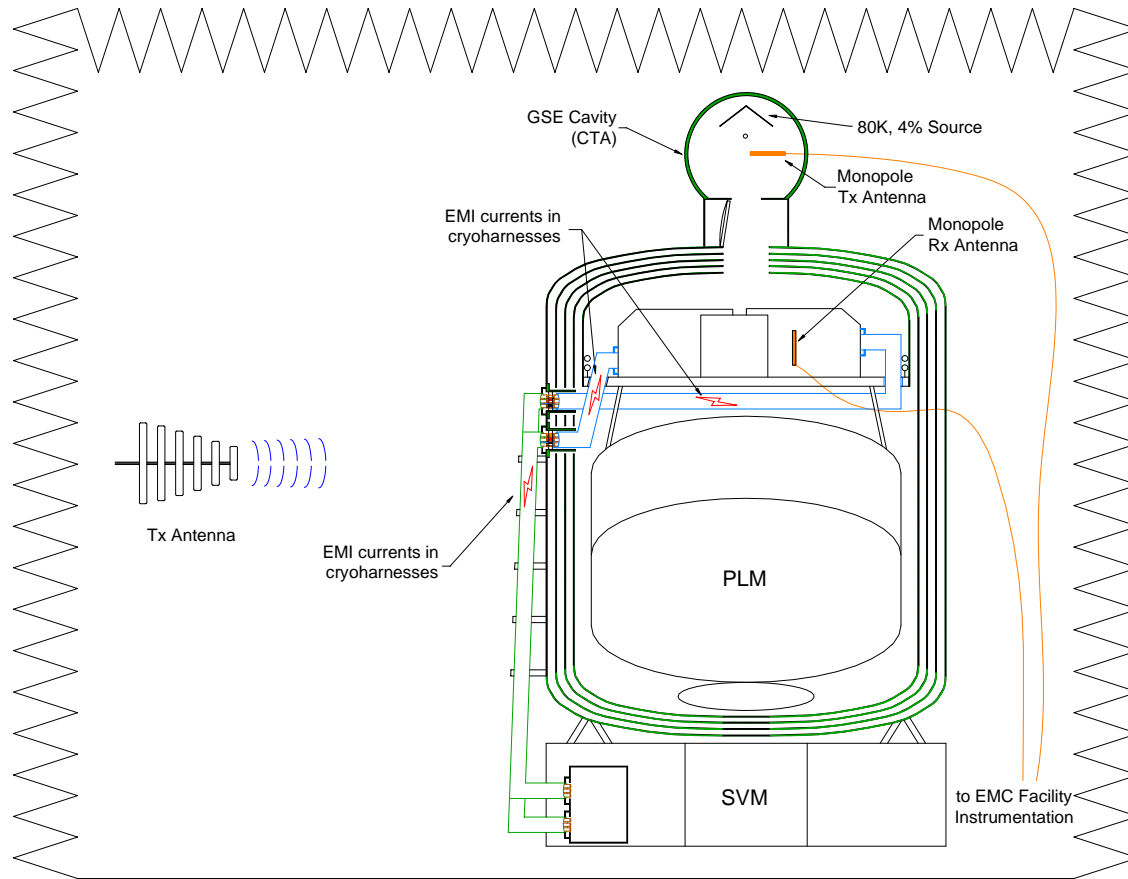 GSE Cavity
(CTA)
80K, 4% Source
Monopole
Tx Antenna
EMI currents in
cryoharnesses
Monopole
Rx Antenna
Tx Antenna
EMI currents in
cryoharnesses
PLM
SVM
to EMC Facility
Instrumentation